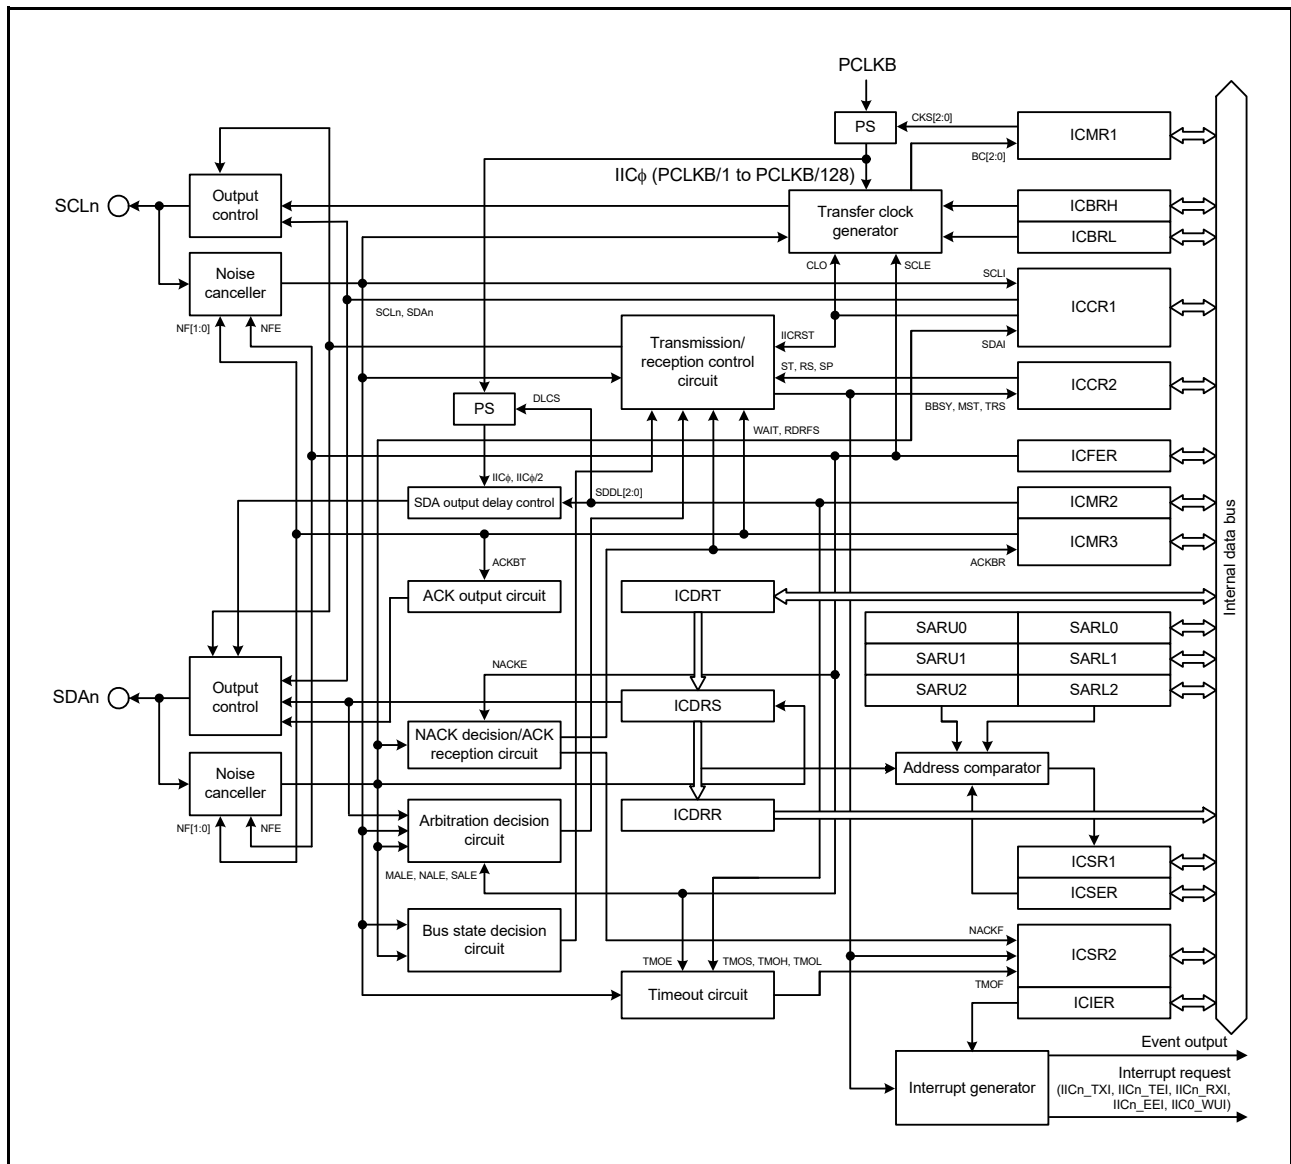 PCLKB
PS
CKS[2:0]
ICMR1
BC[2:0]
IICϕ (PCLKB/1 to PCLKB/128)
SCLn
Output
control
Transfer clock
generator
ICBRH
ICBRL
CLO
SCLE
Noise
canceller
NF[1:0]
NFE
SCLn, SDAn
SCLI
ICCR1
SDAI
Transmission/
reception control
circuit
IICRST
ST, RS, SP
ICCR2
BBSY, MST, TRS
PS
DLCS
WAIT, RDRFS
ICFER
IICϕ, IICϕ/2
SDA output delay control
SDDL[2:0]
ICMR2
ICMR3
ACKBT
ACKBR
ACK output circuit
ICDRT
Internal data bus
SARU0
SARL0
SARU1
SARL1
SARU2
SARL2
SDAn
Output
control
NACKE
ICDRS
NACK decision/ACK
reception circuit
Address comparator
Noise
canceller
NF[1:0]
NFE
Arbitration decision
circuit
ICDRR
MALE, NALE, SALE
ICSR1
ICSER
Bus state decision
circuit
NACKF
ICSR2
TMOE
TMOS, TMOH, TMOL
Timeout circuit
TMOF
ICIER
Interrupt generator
Event output
Interrupt request
(IICn_TXI, IICn_TEI, IICn_RXI,
IICn_EEI, IIC0_WUI)